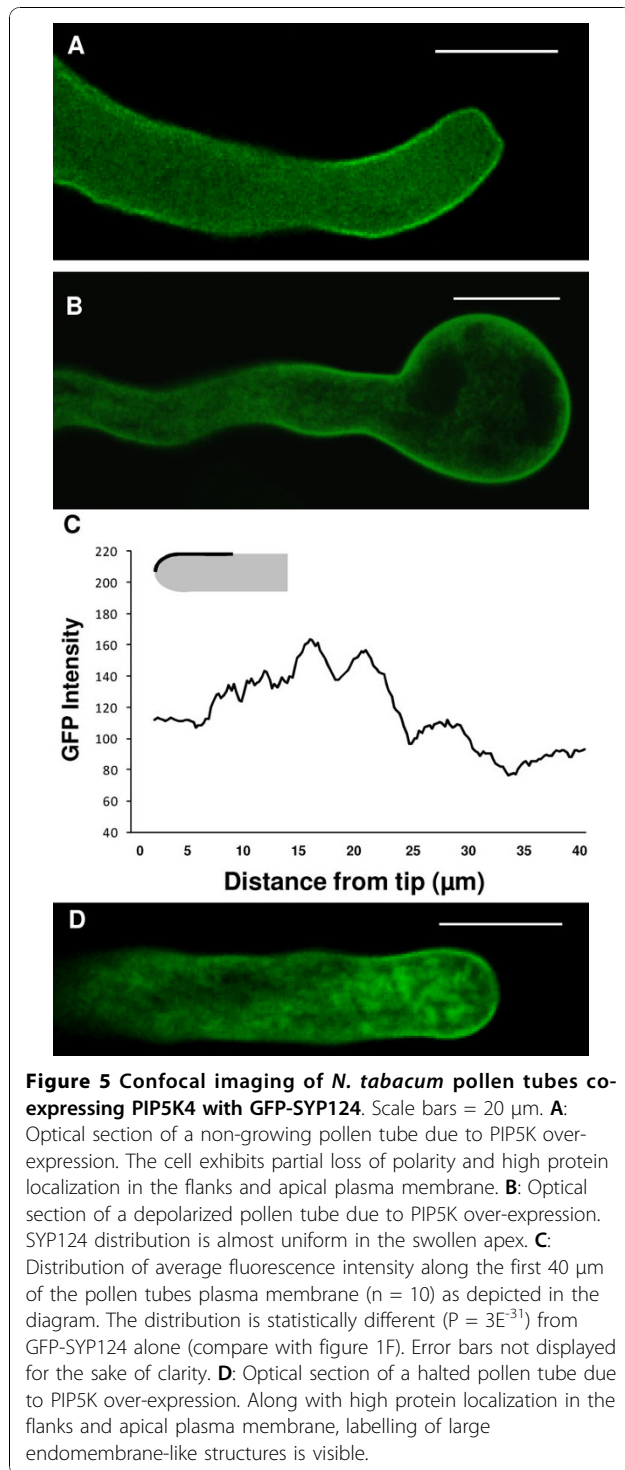 A
B
C
220
200
180
160
140
120
100
80
60
40
GFP Intensity
0 5 10 15 20 25 30 35 40
Distance from tip (µm)
D
Figure 5 Confocal imaging of N. tabacum pollen tubes co-
expressing PIP5K4 with GFP-SYP124. Scale bars = 20 µm. A:
Optical section of a non-growing pollen tube due to PIP5K over-
expression. The cell exhibits partial loss of polarity and high protein
localization in the flanks and apical plasma membrane. B: Optical
section of a depolarized pollen tube due to PIP5K over-expression.
SYP124 distribution is almost uniform in the swollen apex. C:
Distribution of average fluorescence intensity along the first 40 µm
of the pollen tubes plasma membrane (n = 10) as depicted in the
diagram. The distribution is statistically different (P = 3E-31) from
GFP-SYP124 alone (compare with figure 1F). Error bars not displayed
for the sake of clarity. D: Optical section of a halted pollen tube due
to PIP5K over-expression. Along with high protein localization in the
flanks and apical plasma membrane, labelling of large
endomembrane-like structures is visible.